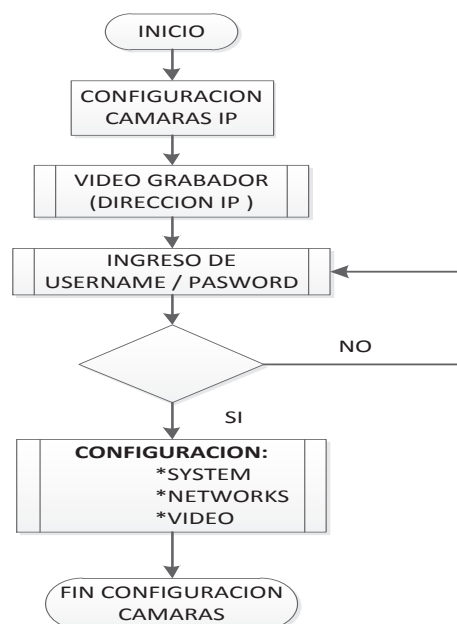 INICIO
CONFIGURACION
CAMARAS IP
VIDEO GRABADOR
(DIRECCION IP )
INGRESO DE
USERNAME / PASWORD
NO
SI
CONFIGURACION:
*SYSTEM
*NETWORKS
*VIDEO
FIN CONFIGURACION
CAMARAS